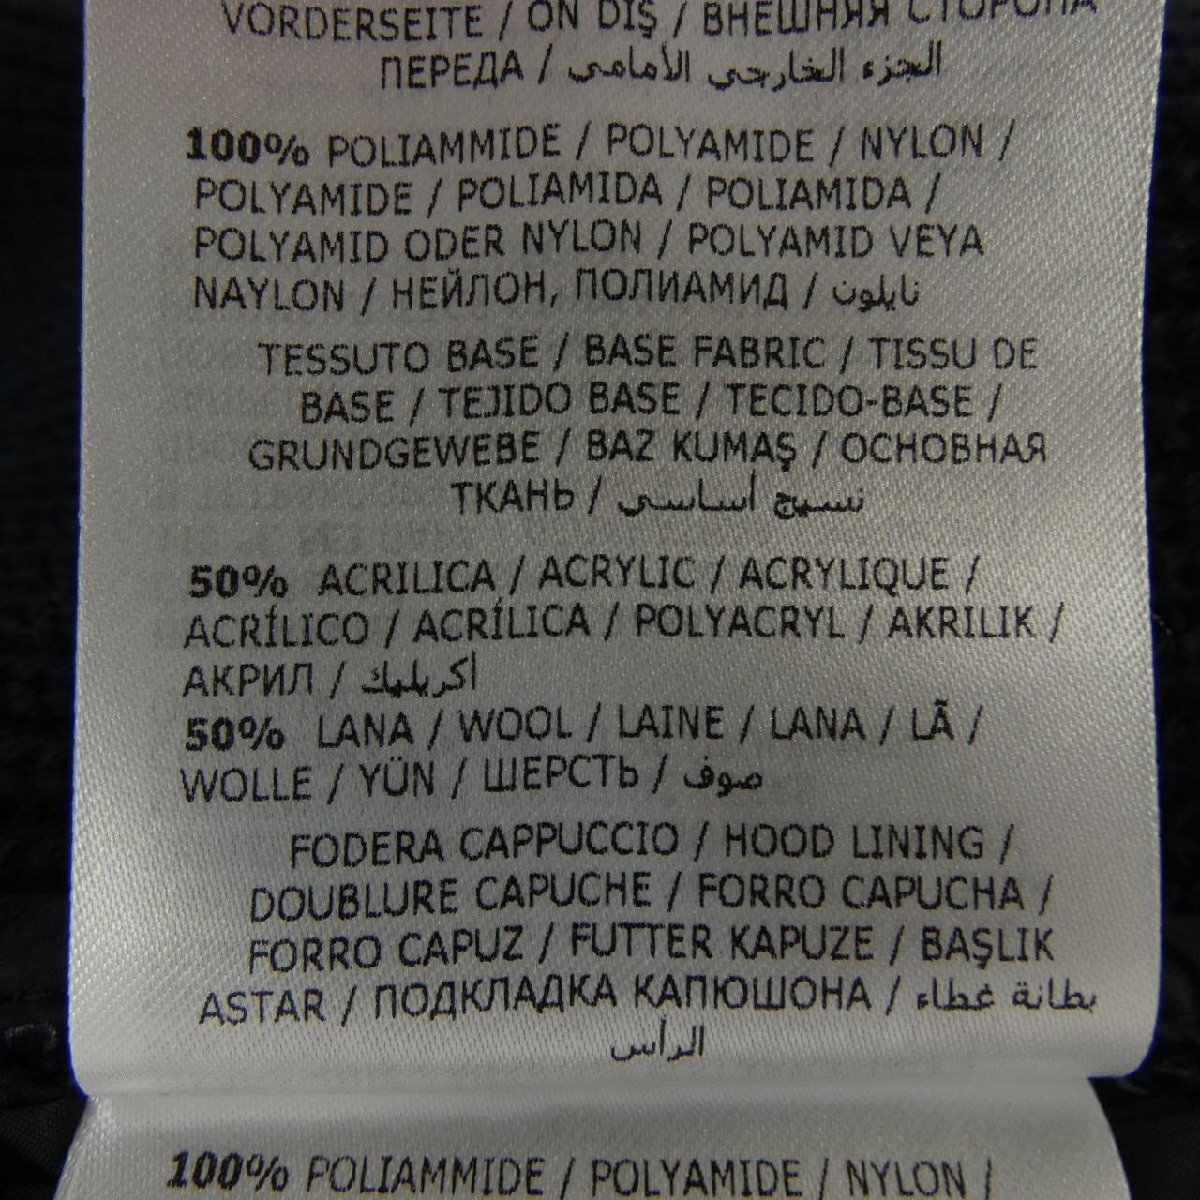 VORDERSEITE / ÖN DIŞ / ВНЕШНЯЯ СТОРОНА
ПЕРЕДА / الجزء الخارجي الأمامي
100% POLIAMMIDE / POLYAMIDE / NYLON /
POLYAMIDE / POLIAMIDA / POLIAMIDA /
POLYAMID ODER NYLON / POLYAMID VEYA
NAYLON / НЕЙЛОН, ПОЛИАМИД / نايلون
TESSUTO BASE / BASE FABRIC / TISSU DE
BASE / TEJIDO BASE / TECIDO-BASE /
GRUNDGEWEBE / BAZ KUMAŞ / ОСНОВНАЯ
ТКАНЬ / نسيج أساسي
50% ACRILICA / ACRYLIC / ACRYLIQUE /
ACRÍLICO / ACRÍLICA / POLYACRYL / AKRILIK /
АКРИЛ / اكريليك
50% LANA / WOOL / LAINE / LANA / LÃ /
WOLLE / YÜN / ШЕРСТЬ / صوف
FODERA CAPPUCCIO / HOOD LINING /
DOUBLURE CAPUCHE / FORRO CAPUCHA /
FORRO CAPUZ / FUTTER KAPUZE / BAŞLIK
ASTAR / ПОДКЛАДКА КАПЮШОНА / بطانة غطاء
الرأس
100% POLIAMMIDE / POLYAMIDE / NYLON /